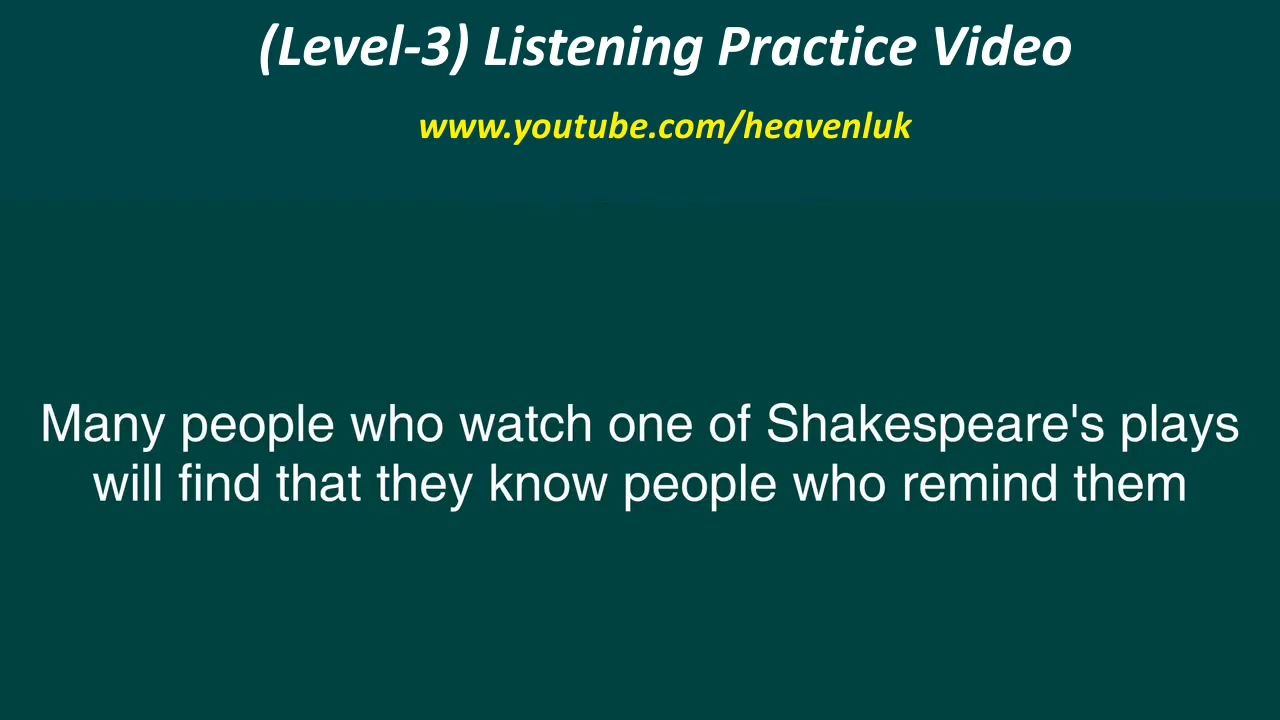 (Level-3) Listening Practice Video
www.youtube.com/heavenluk
Many people who watch one of Shakespeare's plays
will find that they know people who remind them